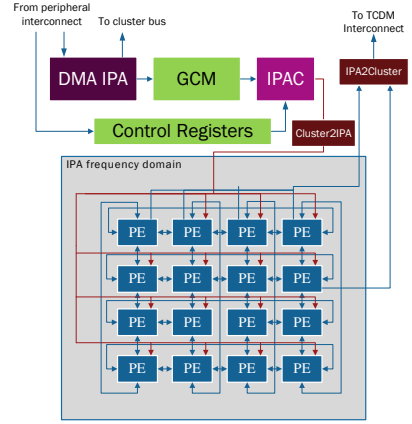 From peripheral
interconnect
To cluster bus
To TCDM
Interconnect
DMA IPA
GCM
IPAC
IPA2Cluster
Control Registers
Cluster2IPA
IPA frequency domain
PE PE PE PE
PE PE PE PE
PE PE PE PE
PE PE PE PE